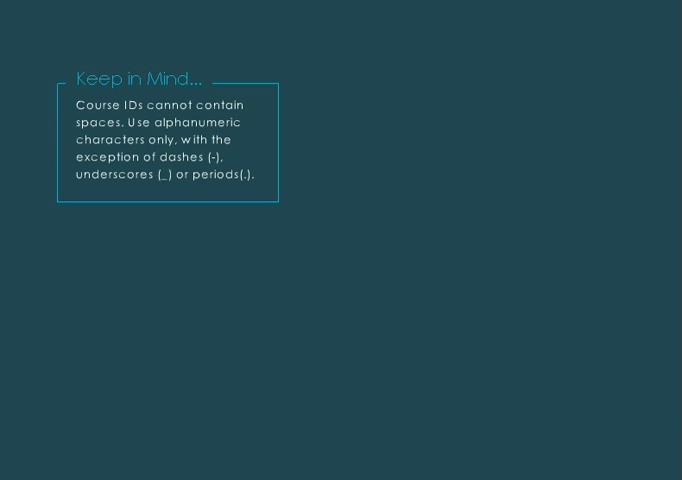 Keep in Mind...
Course IDs cannot contain
spaces. Use alphanumeric
characters only, with the
exception of dashes (-),
underscores (_) or periods(.).